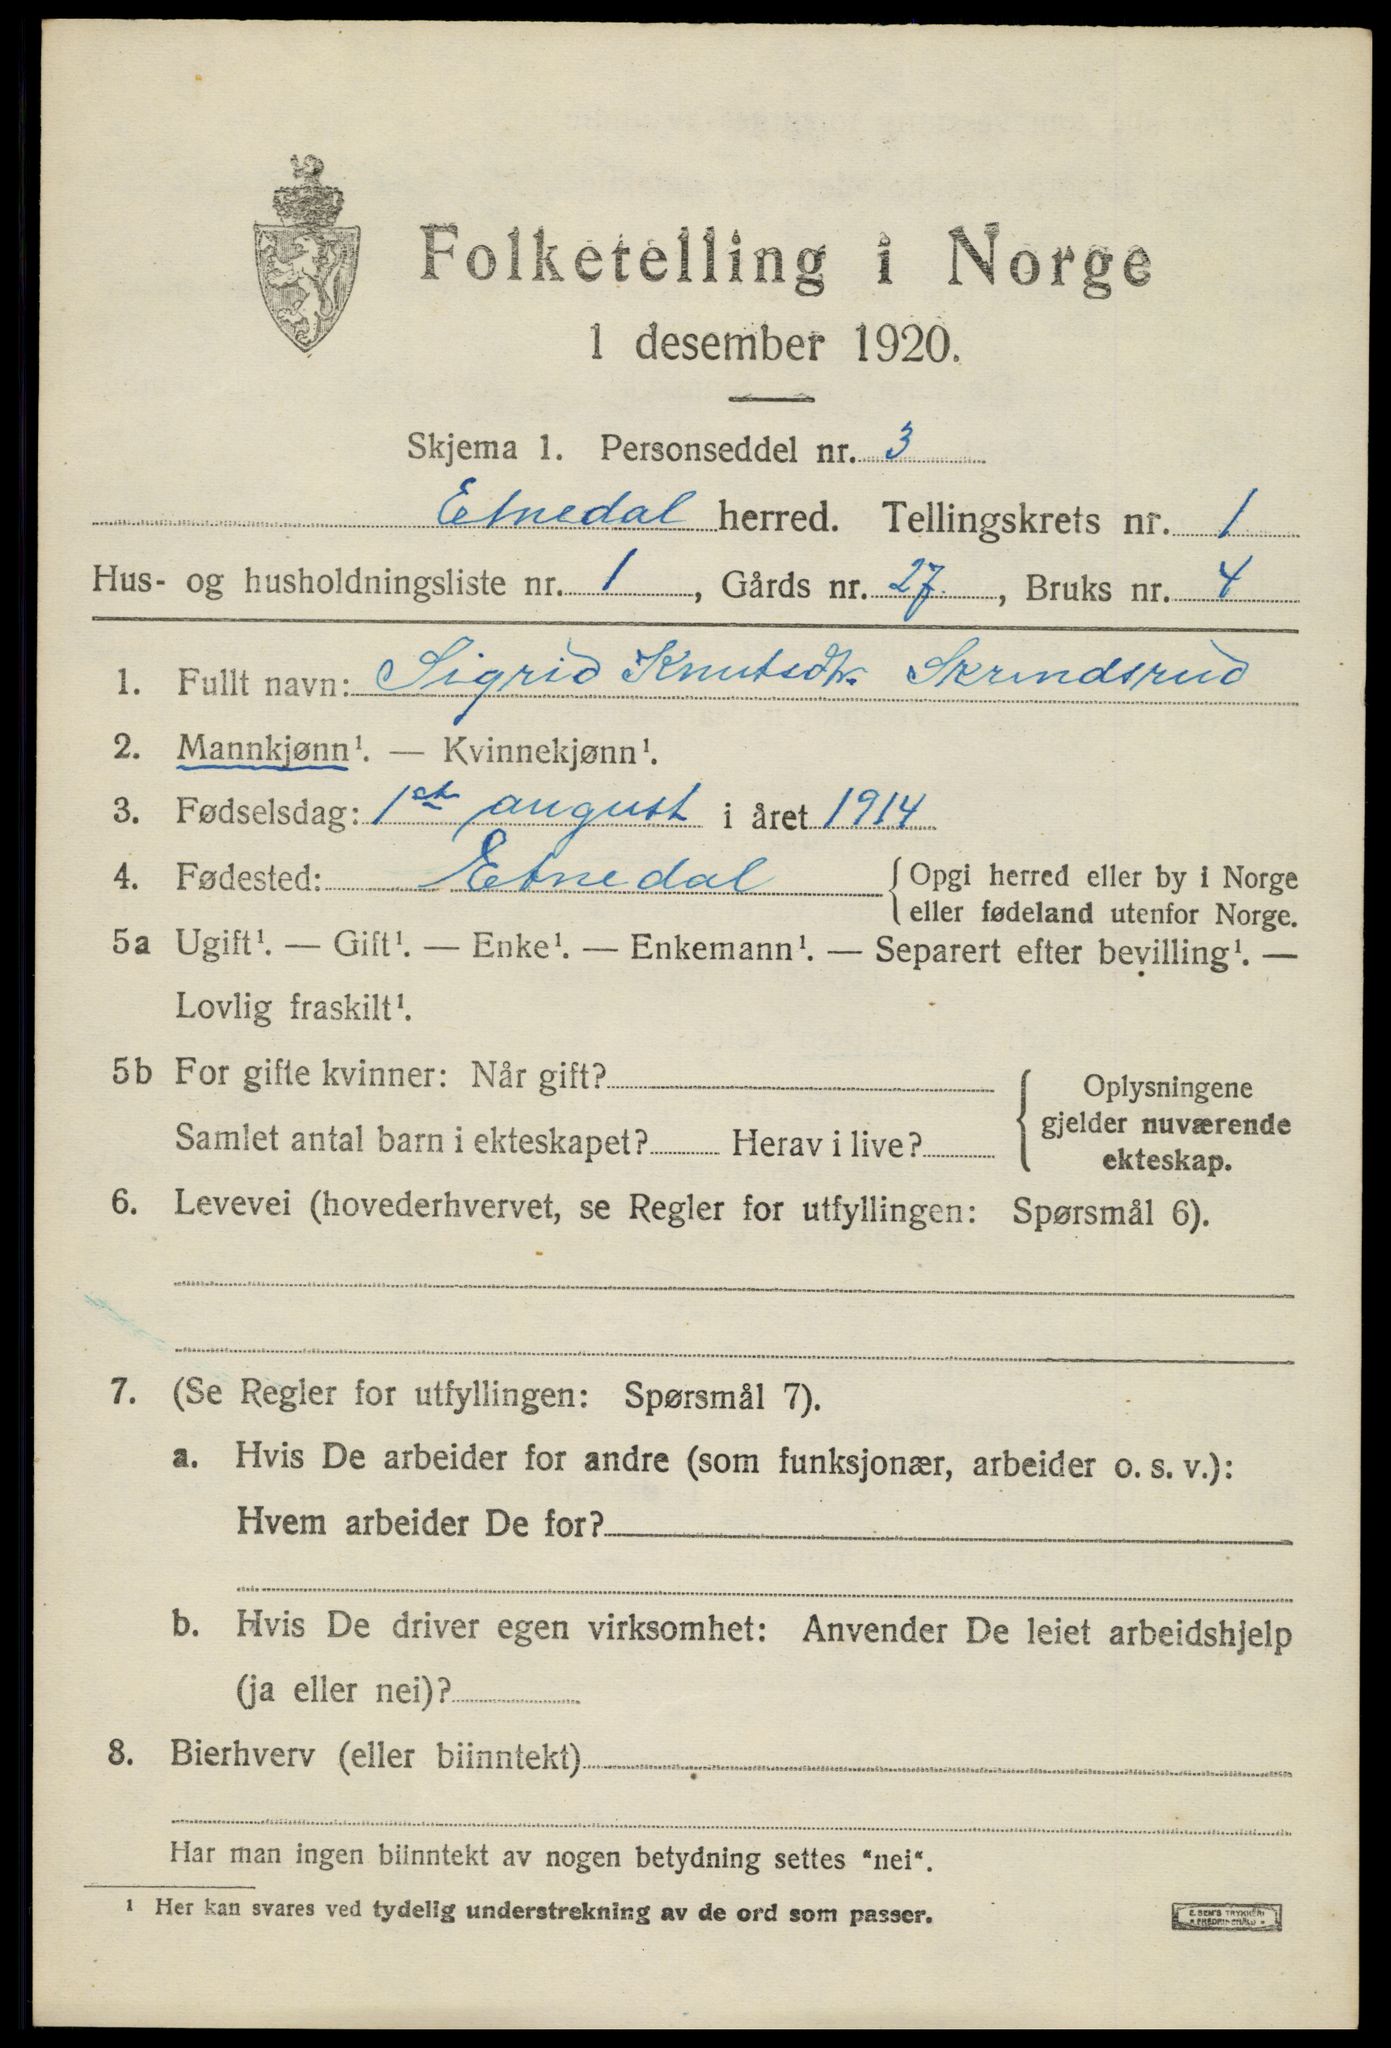 Folketelling i Norge
1 desember 1920.
Skjema 1. Personseddel nr. 3
Etnedal herred. Tellingskrets nr. 1
Hus- og husholdningsliste nr. 1, Gårds nr. 27, Bruks nr. 4
1. Fullt navn: Sigrid Knutsdtr. Skrindsrud
2. Mannkjønn¹. — Kvinnekjønn¹.
3. Fødselsdag: 1st august i året 1914
4. Fødested: Etnedal {Opgi herred eller by i Norge
eller fødeland utenfor Norge.
5a Ugift¹. — Gift¹. — Enke¹. — Enkemann¹. — Separert efter bevilling¹. —
Lovlig fraskilt¹.
5b For gifte kvinner: Når gift?
Samlet antal barn i ekteskapet? Herav i live?
Oplysningene
gjelder nuværende
ekteskap.
6. Levevei (hovederhvervet, se Regler for utfyllingen: Spørsmål 6).
7. (Se Regler for utfyllingen: Spørsmål 7).
a. Hvis De arbeider for andre (som funksjonær, arbeider o. s. v.):
Hvem arbeider De for?
b. Hvis De driver egen virksomhet: Anvender De leiet arbeidshjelp
(ja eller nei)?
8. Bierhverv (eller biinntekt)
Har man ingen biinntekt av nogen betydning settes "nei".
¹ Her kan svares ved tydelig understrekning av de ord som passer.
E. SEM'S TRYKKERI
FREDRIKSHALD